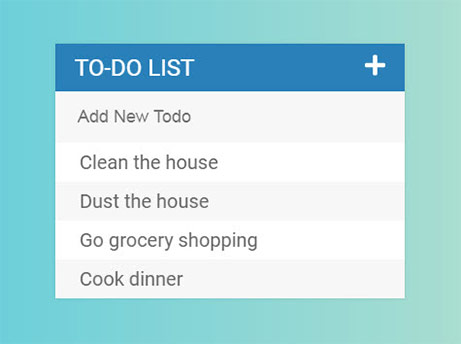 TO-DO LIST
Add New Todo
Clean the house
Dust the house
Go grocery shopping
Cook dinner